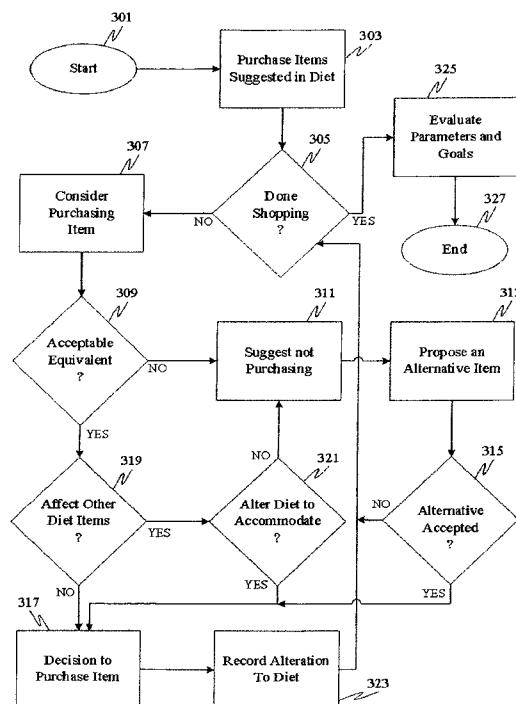 301
Start
303
Purchase Items
Suggested in Diet
305
Done
Shopping
?
NO
YES
325
Evaluate
Parameters and
Goals
327
End
307
Consider
Purchasing
Item
309
Acceptable
Equivalent
?
NO
YES
311
Suggest not
Purchasing
Propose an
Alternative Item
315
Alternative
Accepted
?
NO
YES
319
Affect Other
Diet Items
?
YES
NO
321
Alter Diet to
Accommodate
?
NO
YES
317
Decision to
Purchase Item
Record Alteration
To Diet
323